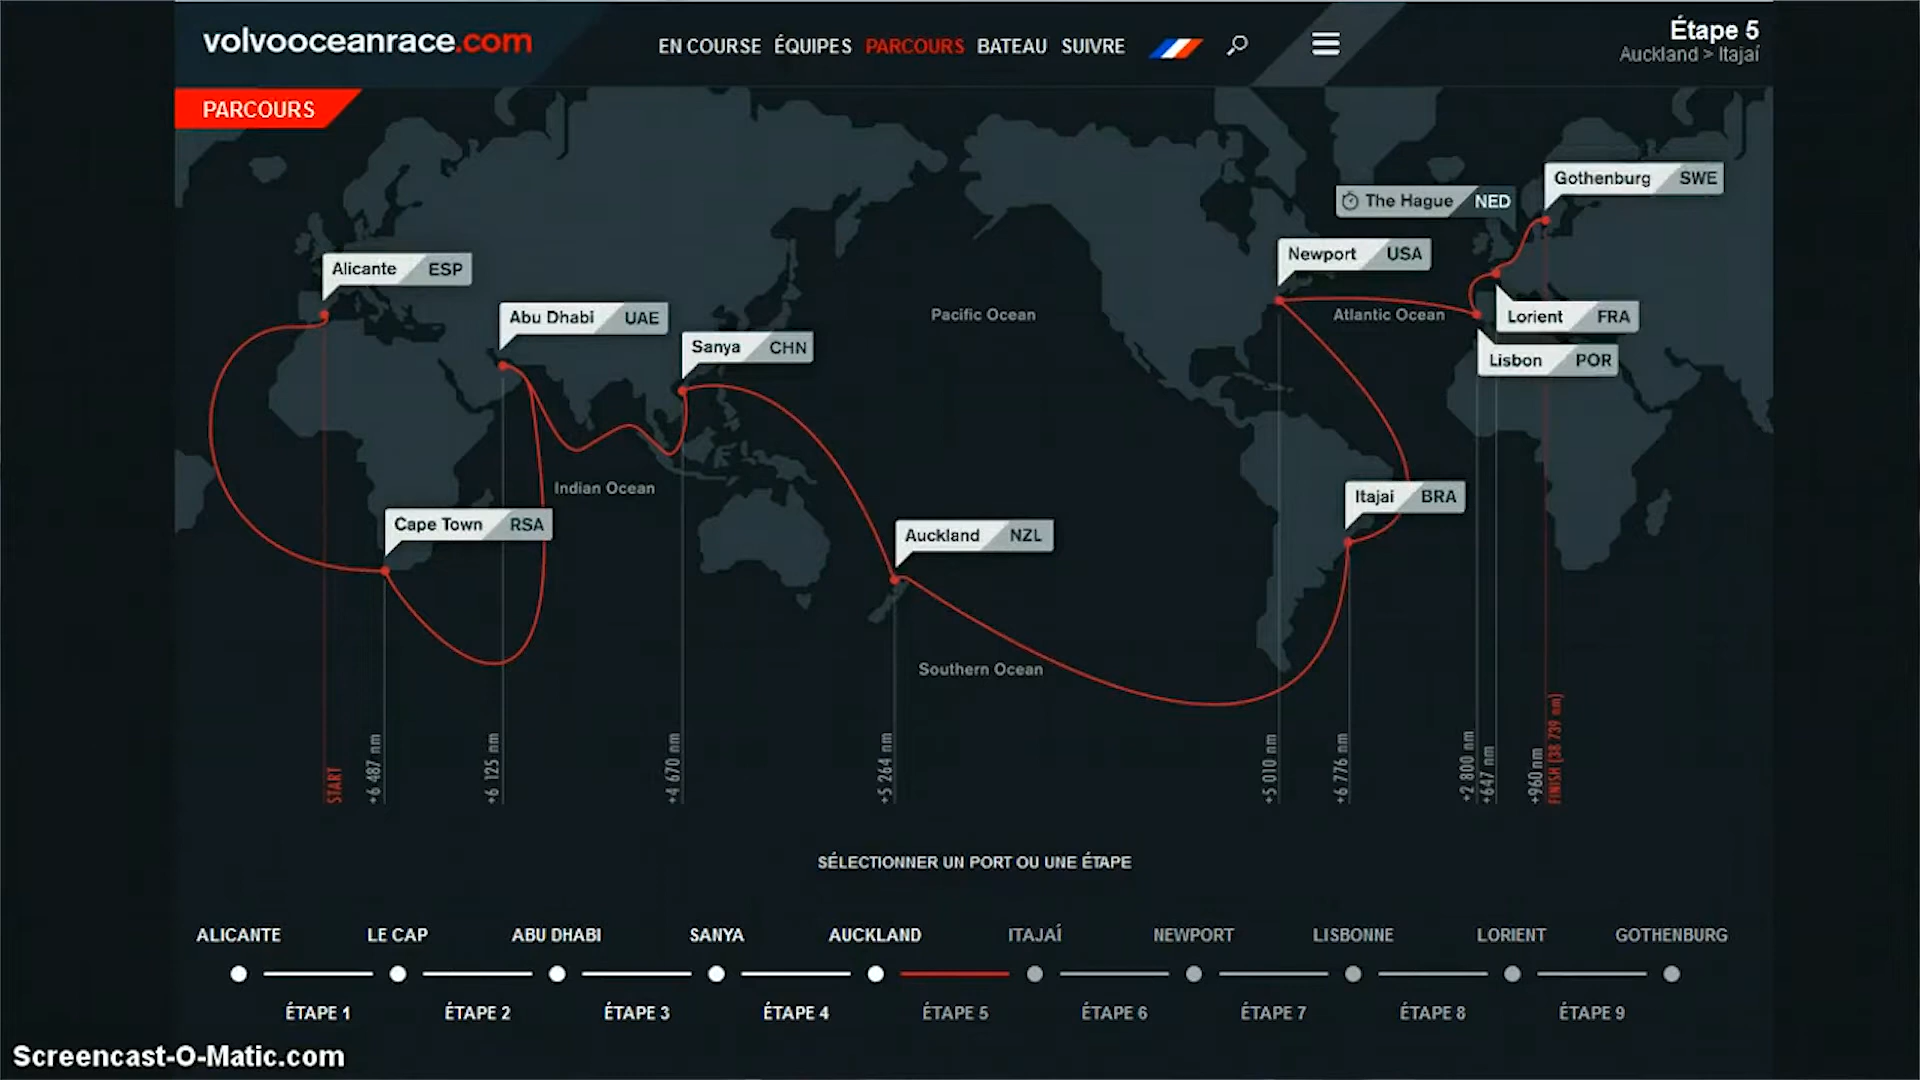 volvooceanrace.com
EN COURSE ÉQUIPES PARCOURS BATEAU SUIVRE
Étape 5
Auckland > Itajaí
PARCOURS
Gothenburg SWE
The Hague NED
Newport USA
Alicante ESP
Abu Dhabi UAE
Pacific Ocean
Atlantic Ocean
Lorient FRA
Sanya CHN
Lisbon POR
Indian Ocean
Itajai BRA
Cape Town RSA
Auckland NZL
Southern Ocean
START
+6 487 nm
+6 125 nm
+4 670 nm
+5 264 nm
+5 010 nm
+6 776 nm
+2 800 nm
+647 nm
+960 nm
FINISH (38 739 nm)
SÉLECTIONNER UN PORT OU UNE ÉTAPE
ALICANTE LE CAP ABU DHABI SANYA AUCKLAND ITAJAÍ NEWPORT LISBONNE LORIENT GOTHENBURG
ÉTAPE 1 ÉTAPE 2 ÉTAPE 3 ÉTAPE 4 ÉTAPE 5 ÉTAPE 6 ÉTAPE 7 ÉTAPE 8 ÉTAPE 9
Screencast-O-Matic.com